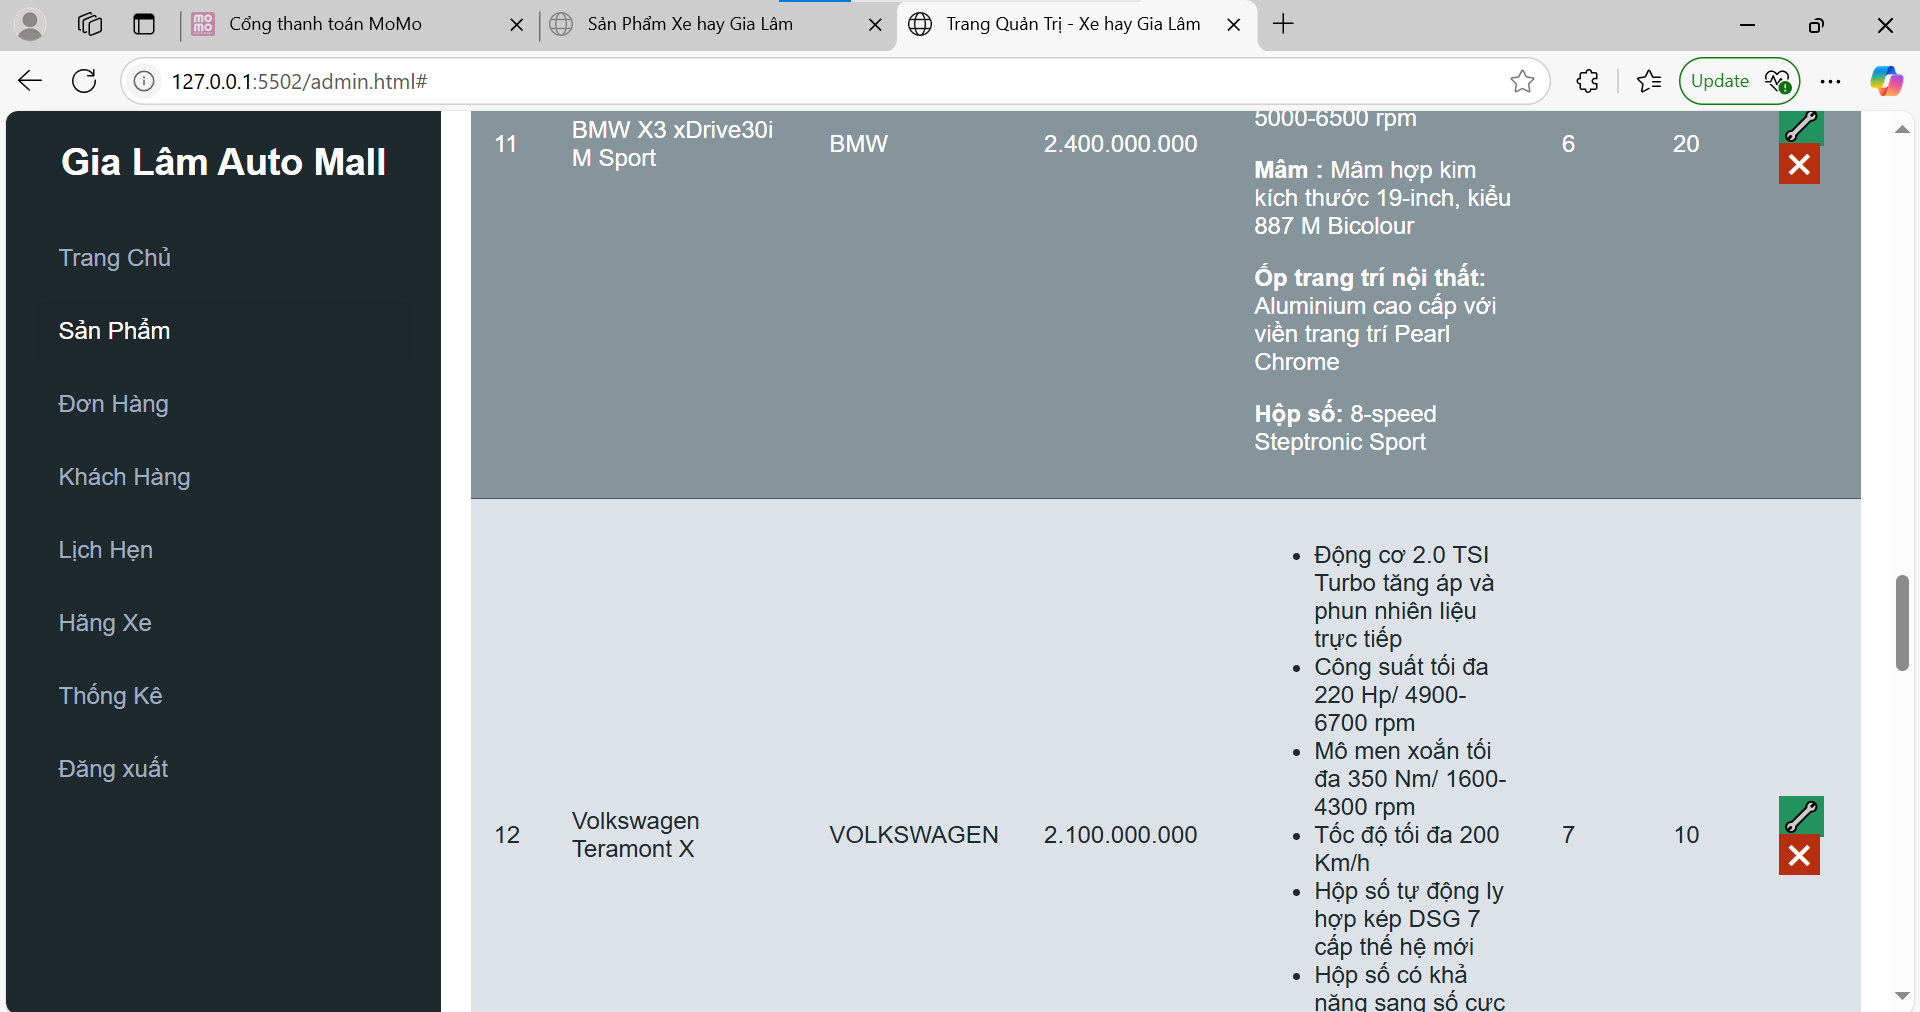 Cổng thanh toán MoMo
Sản Phẩm Xe hay Gia Lâm
Trang Quản Trị - Xe hay Gia Lâm
127.0.0.1:5502/admin.html#
Update
Gia Lâm Auto Mall
Trang Chủ
Sản Phẩm
Đơn Hàng
Khách Hàng
Lịch Hẹn
Hãng Xe
Thống Kê
Đăng xuất
11
BMW X3 xDrive30i
M Sport
BMW
2.400.000.000
5000-6500 rpm
Mâm : Mâm hợp kim
kích thước 19-inch, kiểu
887 M Bicolour
Ốp trang trí nội thất:
Aluminium cao cấp với
viền trang trí Pearl
Chrome
Hộp số: 8-speed
Steptronic Sport
6
20
12
Volkswagen
Teramont X
VOLKSWAGEN
2.100.000.000
• Động cơ 2.0 TSI
Turbo tăng áp và
phun nhiên liệu
trực tiếp
• Công suất tối đa
220 Hp/ 4900-
6700 rpm
• Mô men xoắn tối
đa 350 Nm/ 1600-
4300 rpm
• Tốc độ tối đa 200
Km/h
• Hộp số tự động ly
hợp kép DSG 7
cấp thế hệ mới
• Hộp số có khả
năng sang số cực
7
10